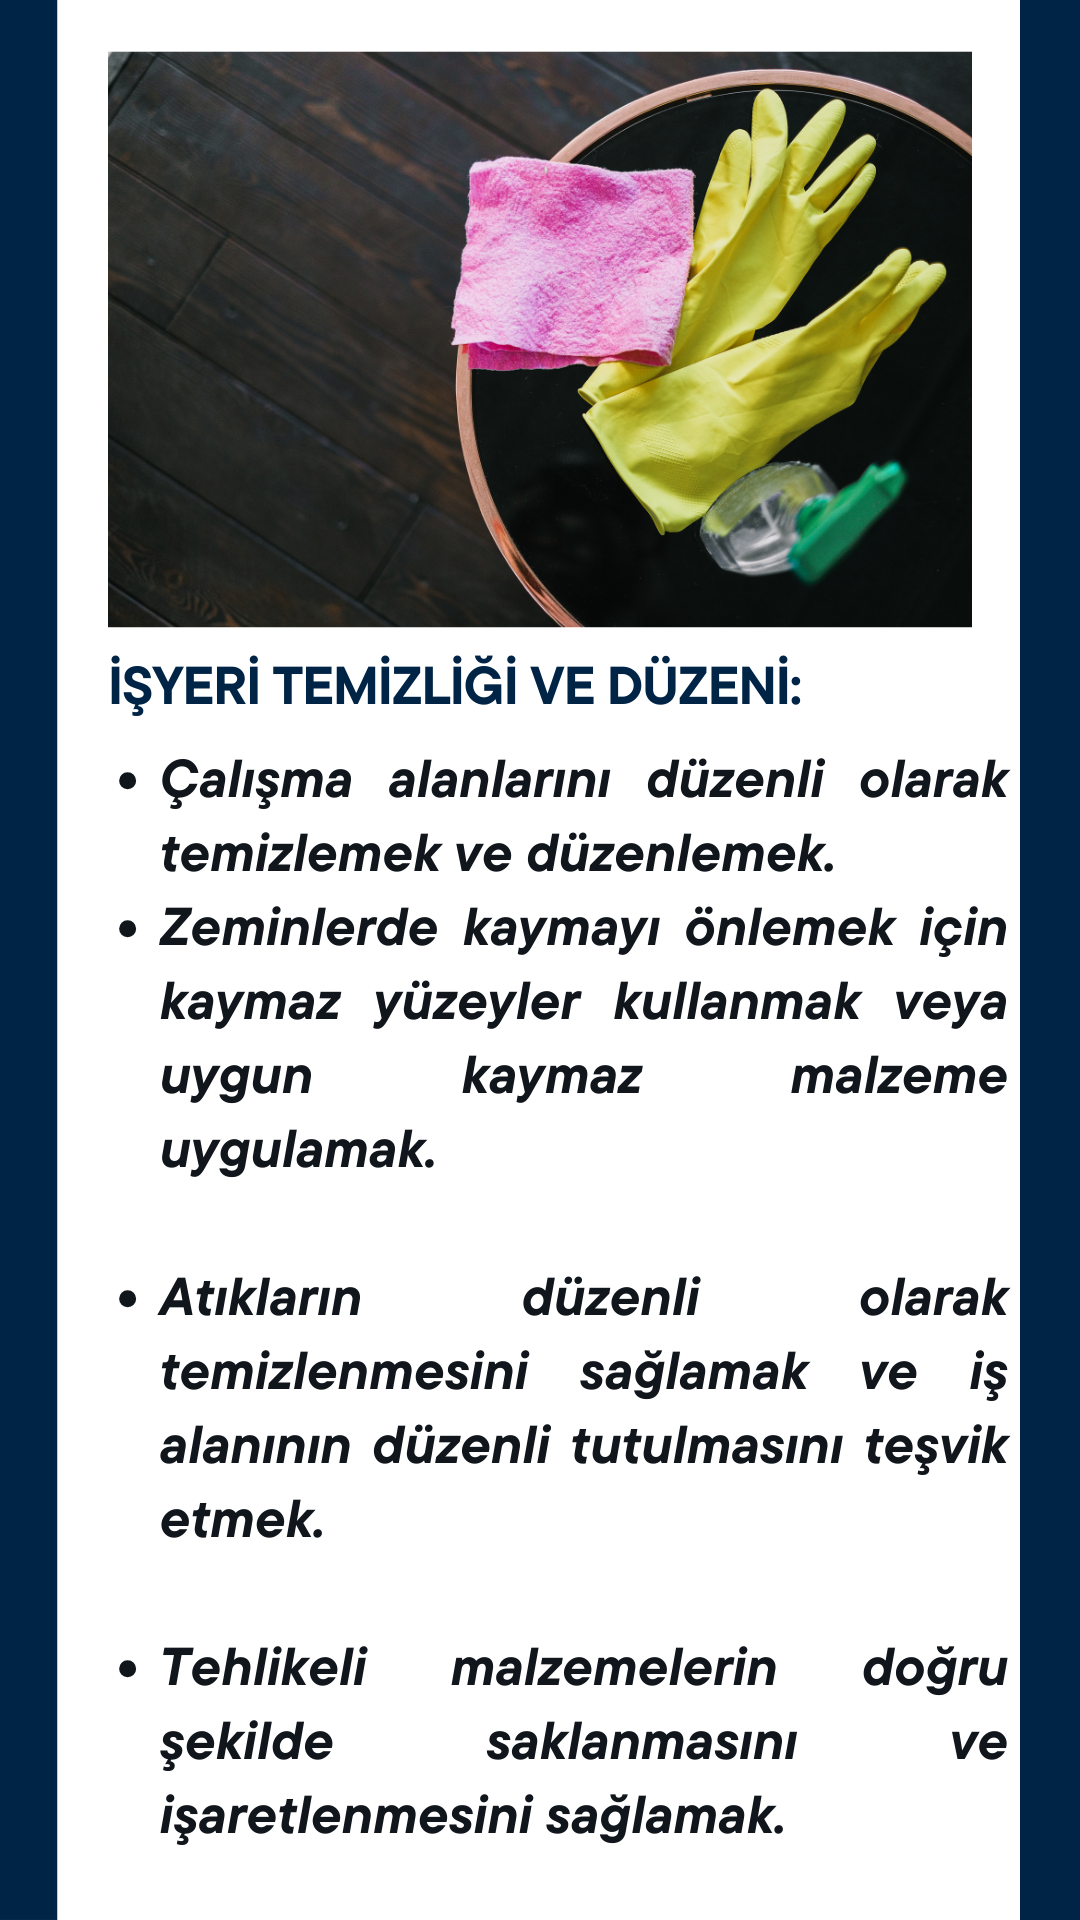 İŞYERİ TEMİZLİĞİ VE DÜZENİ:
• Çalışma alanlarını düzenli olarak
temizlemek ve düzenlemek.
• Zeminlerde kaymayı önlemek için
kaymaz yüzeyler kullanmak veya
uygun kaymaz malzeme
uygulamak.
• Atıkların düzenli olarak
temizlenmesini sağlamak ve iş
alanının düzenli tutulmasını teşvik
etmek.
• Tehlikeli malzemelerin doğru
şekilde saklanmasını ve
işaretlenmesini sağlamak.